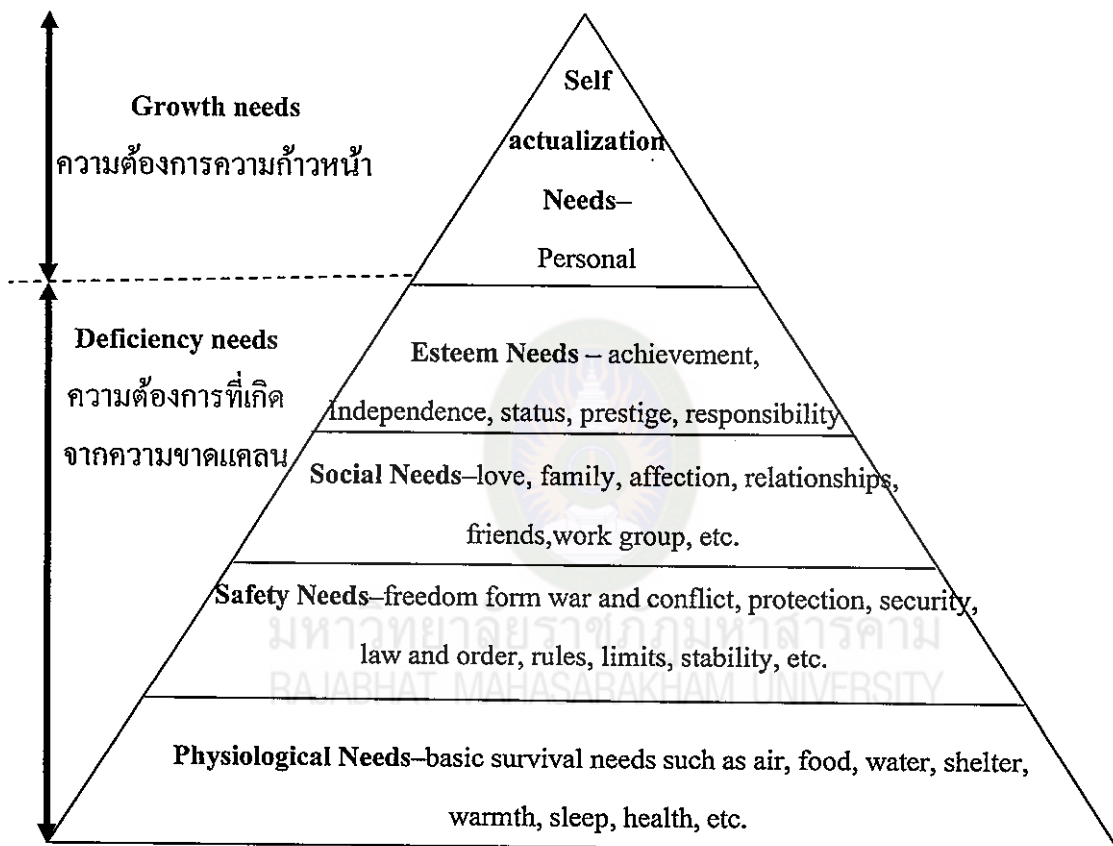 Growth needs
ความต้องการความก้าวหน้า
Deficiency needs
ความต้องการที่เกิด
จากความขาดแคลน
Self
actualization
Needs–
Personal
Esteem Needs – achievement,
Independence, status, prestige, responsibility
Social Needs–love, family, affection, relationships,
friends,work group, etc.
Safety Needs–freedom form war and conflict, protection, security,
law and order, rules, limits, stability, etc.
มหาวิทยาลัยราชภัฏมหาสารคาม
RAJABHAT MAHASARAKHAM UNIVERSITY
Physiological Needs–basic survival needs such as air, food, water, shelter,
warmth, sleep, health, etc.